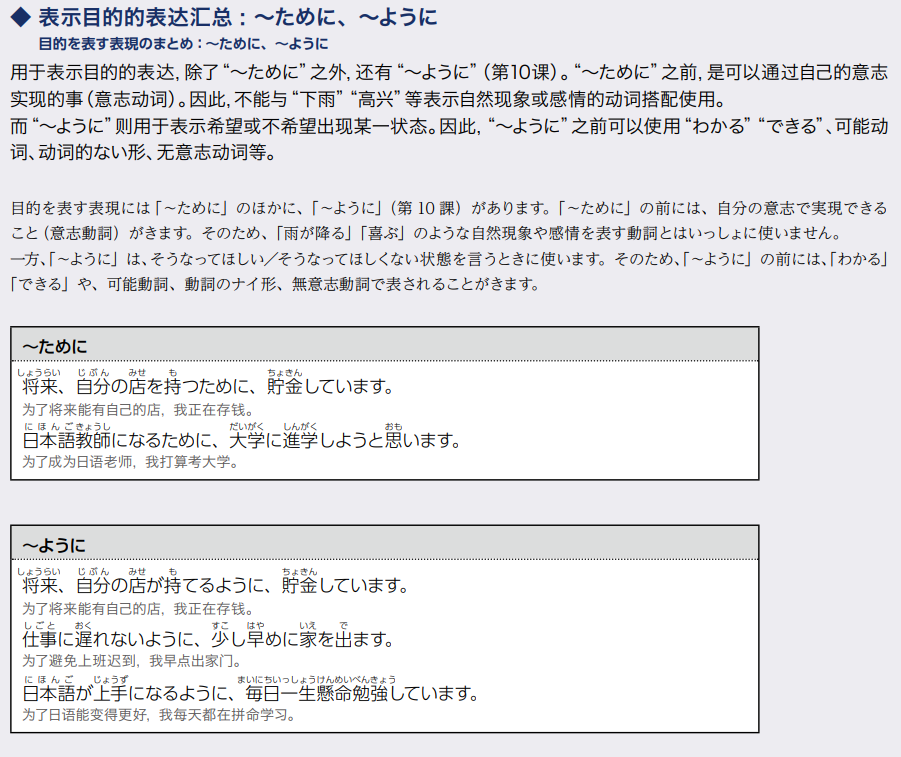 ◆ 表示目的的表达汇总：～ために、～ように
目的を表す表現のまとめ：～ために、～ように
用于表示目的的表达，除了“～ために”之外，还有“～ように”（第10课）。“～ために”之前，是可以通过自己的意志
实现的事（意志动词）。因此，不能与“下雨”“高兴”等表示自然现象或感情的动词搭配使用。
而“～ように”则用于表示希望或不希望出现某一状态。因此，“～ように”之前可以使用“わかる”“できる”、可能动
词、动词的ない形、无意志动词等。
目的を表す表現には「～ために」のほかに、「～ように」（第 10 課）があります。「～ために」の前には、自分の意志で実現できる
こと（意志動詞）がきます。そのため、「雨が降る」「喜ぶ」のような自然現象や感情を表す動詞とはいっしょに使いません。
一方、「～ように」は、そうなってほしい／そうなってほしくない状態を言うときに使います。そのため、「～ように」の前には、「わかる」
「できる」や、可能動詞、動詞のナイ形、無意志動詞で表されることがきます。
～ために
しょうらい じぶん みせ も ちょきん
将来、自分の店を持つために、貯金しています。
为了将来能有自己的店，我正在存钱。
にほんごきょうし だいがく しんがく おも
日本語教師になるために、大学に進学しようと思います。
为了成为日语老师，我打算考大学。
～ように
しょうらい じぶん みせ も ちょきん
将来、自分の店が持てるように、貯金しています。
为了将来能有自己的店，我正在存钱。
しごと おく すこ はや いえ で
仕事に遅れないように、少し早めに家を出ます。
为了避免上班迟到，我早点出家门。
にほんご じょうず まいにちいっしょうけんめいべんきょう
日本語が上手になるように、毎日一生懸命勉強しています。
为了日语能变得更好，我每天都在拼命学习。